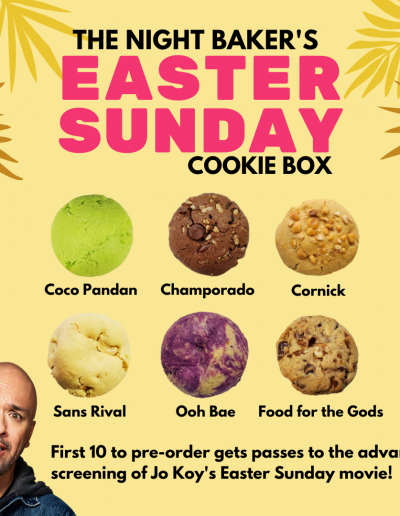 THE NIGHT BAKER'S
EASTER
SUNDAY
COOKIE BOX
Coco Pandan
Champorado
Cornick
Sans Rival
Ooh Bae
Food for the Gods
First 10 to pre-order gets passes to the adva
screening of Jo Koy's Easter Sunday movie!